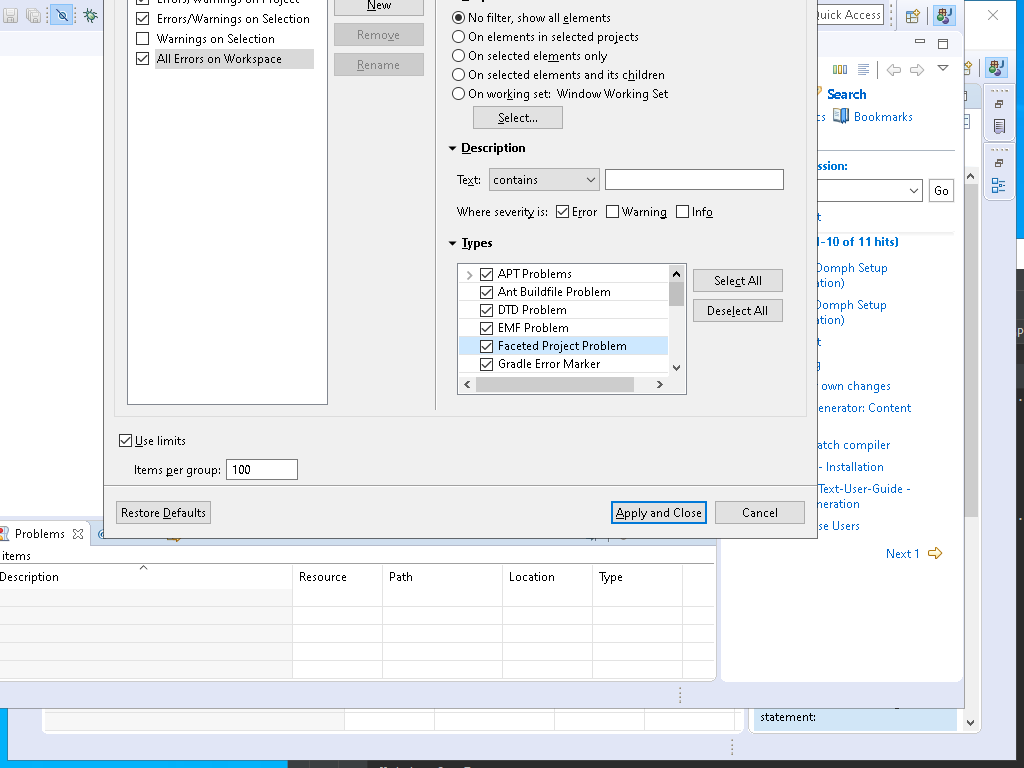 Errors/Warnings on Project
Errors/Warnings on Selection
Warnings on Selection
All Errors on Workspace
New
Remove
Rename
No filter, show all elements
On elements in selected projects
On selected elements only
On selected elements and its children
On working set: Window Working Set
Select...
Description
Text: contains
Where severity is: Error Warning Info
Types
APT Problems
Ant Buildfile Problem
DTD Problem
EMF Problem
Faceted Project Problem
Gradle Error Marker
Select All
Deselect All
Use limits
Items per group: 100
Restore Defaults
Apply and Close
Cancel
Quick Access
Search
cs Bookmarks
ssion:
Go
t
1-10 of 11 hits)
Oomph Setup
ation)
Oomph Setup
ation)
t
g
own changes
enerator: Content
atch compiler
- Installation
Text-User-Guide -
neration
se Users
Next 1
Problems
items
Description Resource Path Location Type
statement: